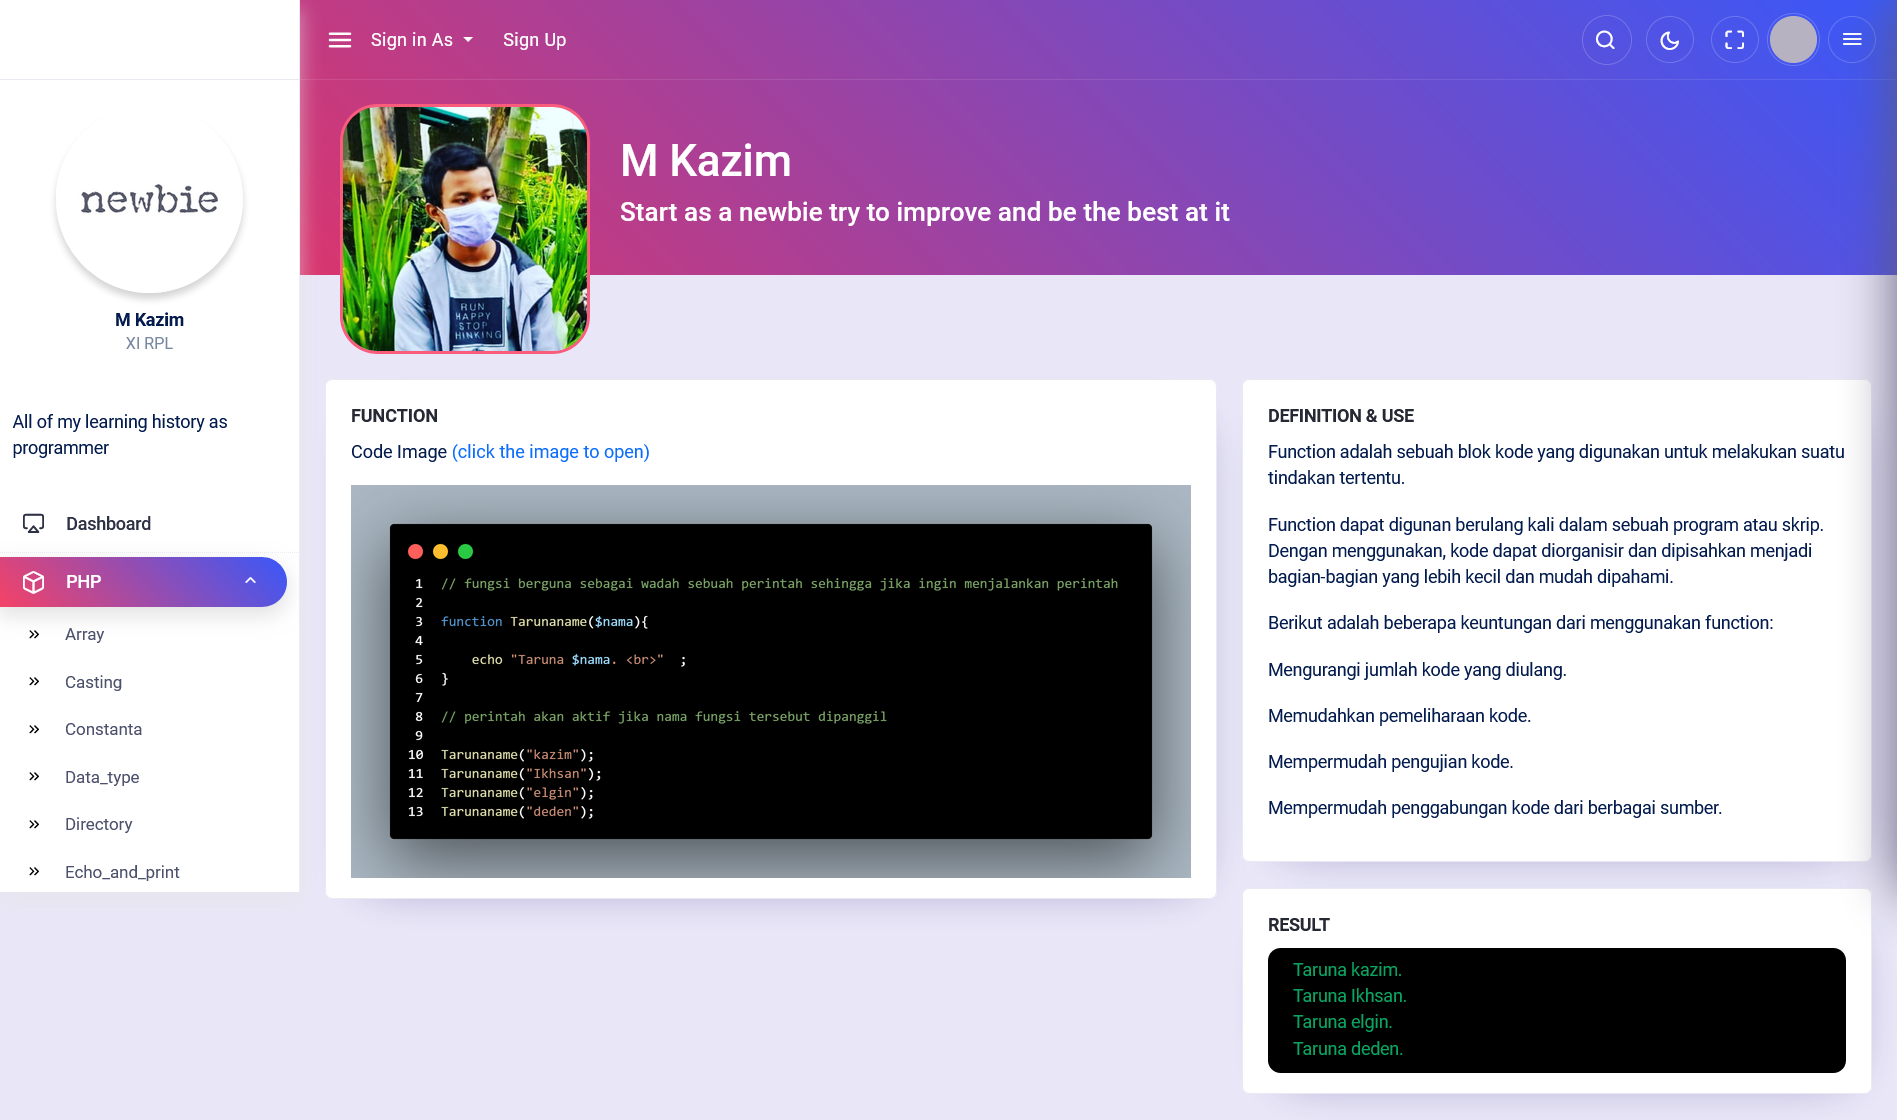 Sign in As
Sign Up
newbie
M Kazim
XI RPL
All of my learning history as
programmer
Dashboard
PHP
Array
Casting
Constanta
Data_type
Directory
Echo_and_print
M Kazim
Start as a newbie try to improve and be the best at it
RUN
HAPPY
STOP
HINKING
FUNCTION
Code Image (click the image to open)
1 // fungsi berguna sebagai wadah sebuah perintah sehingga jika ingin menjalankan perintah
2
3 function Tarunaname($nama){
4
5 echo "Taruna $nama. <br>" ;
6 }
7
8 // perintah akan aktif jika nama fungsi tersebut dipanggil
9
10 Tarunaname("kazim");
11 Tarunaname("Ikhsan");
12 Tarunaname("elgin");
13 Tarunaname("deden");
DEFINITION & USE
Function adalah sebuah blok kode yang digunakan untuk melakukan suatu
tindakan tertentu.
Function dapat digunan berulang kali dalam sebuah program atau skrip.
Dengan menggunakan, kode dapat diorganisir dan dipisahkan menjadi
bagian-bagian yang lebih kecil dan mudah dipahami.
Berikut adalah beberapa keuntungan dari menggunakan function:
Mengurangi jumlah kode yang diulang.
Memudahkan pemeliharaan kode.
Mempermudah pengujian kode.
Mempermudah penggabungan kode dari berbagai sumber.
RESULT
Taruna kazim.
Taruna Ikhsan.
Taruna elgin.
Taruna deden.